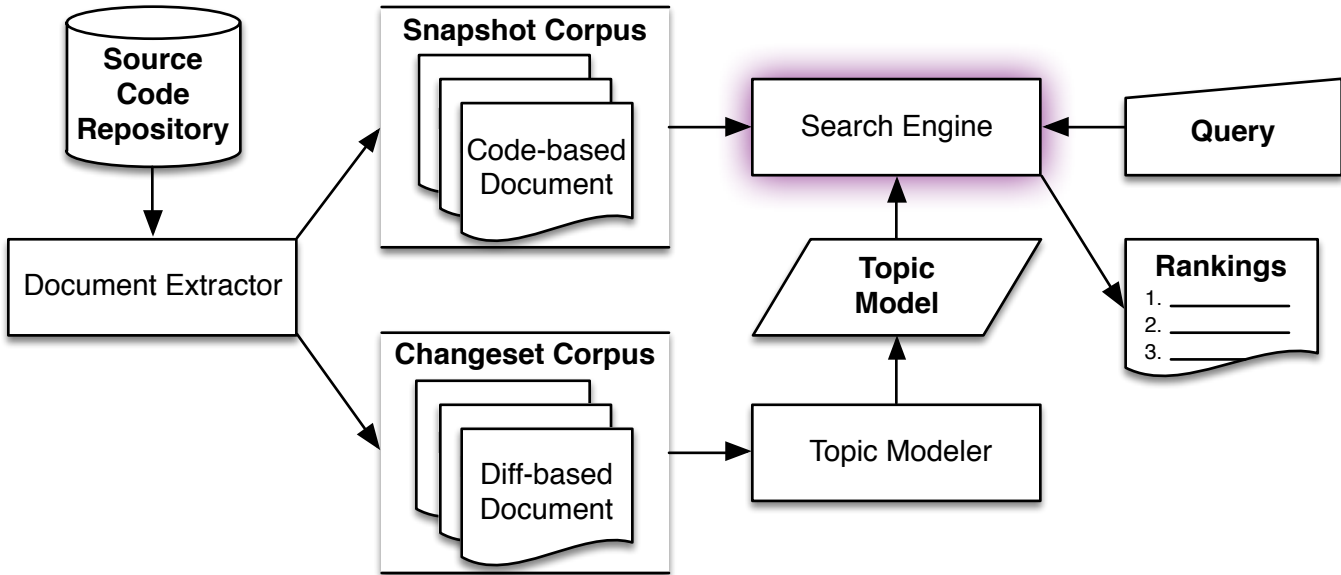 Source
Code
Repository
Document Extractor
Snapshot Corpus
Code-based
Document
Changeset Corpus
Diff-based
Document
Search Engine
Query
Topic
Model
Topic Modeler
Rankings
1.
2.
3.